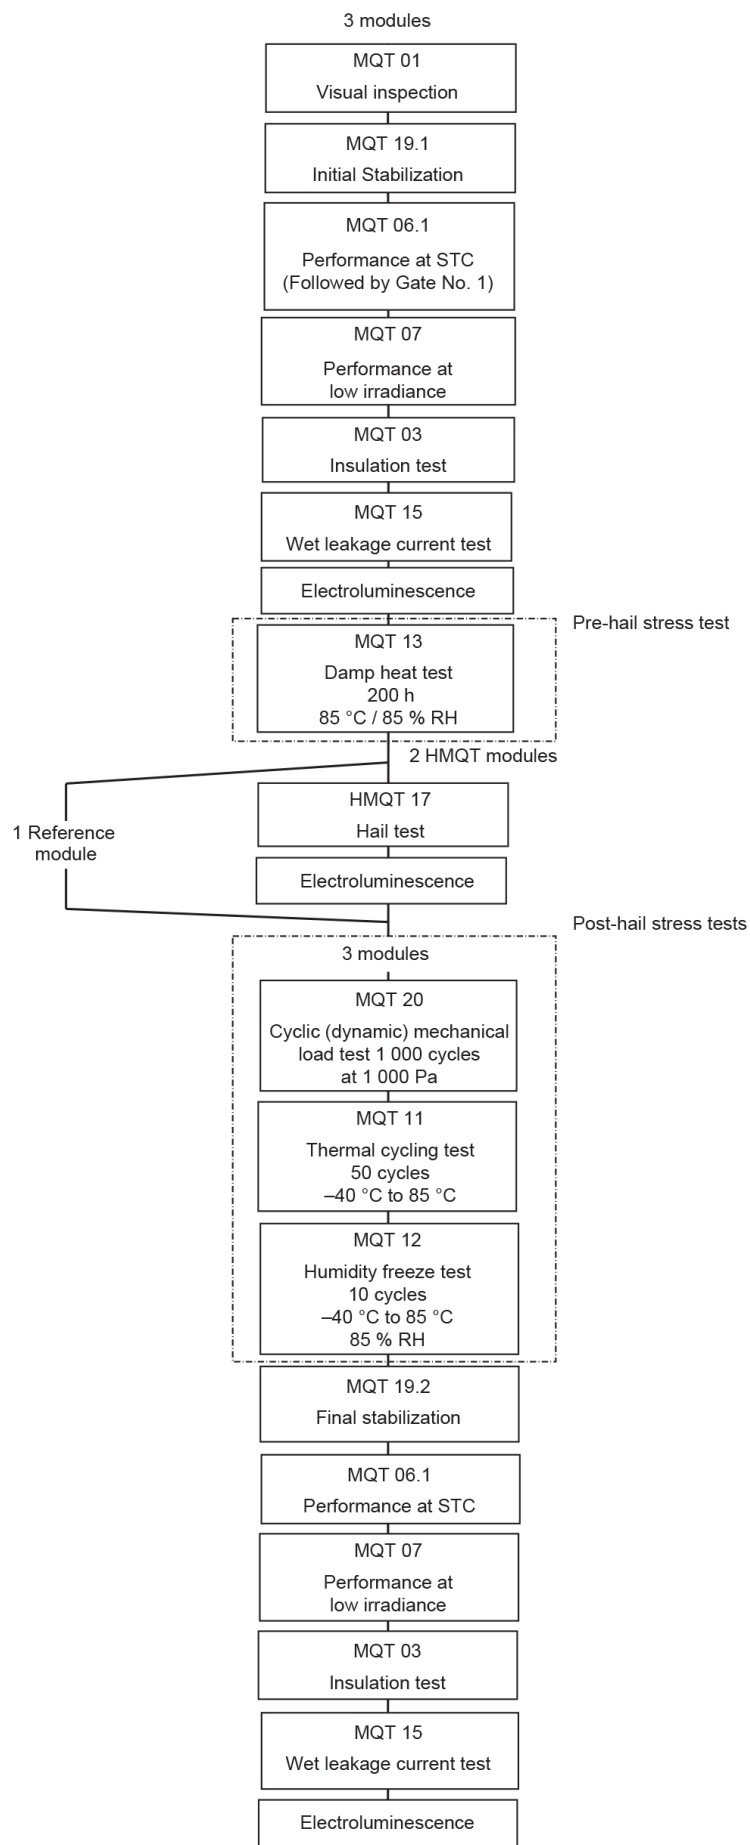 3 modules
MQT 01
Visual inspection
MQT 19.1
Initial Stabilization
MQT 06.1
Performance at STC
(Followed by Gate No. 1)
MQT 07
Performance at
low irradiance
MQT 03
Insulation test
MQT 15
Wet leakage current test
Electroluminescence
Pre-hail stress test
MQT 13
Damp heat test
200 h
85 °C / 85 % RH
2 HMQT modules
HMQT 17
Hail test
1 Reference
module
Electroluminescence
Post-hail stress tests
3 modules
MQT 20
Cyclic (dynamic) mechanical
load test 1 000 cycles
at 1 000 Pa
MQT 11
Thermal cycling test
50 cycles
–40 °C to 85 °C
MQT 12
Humidity freeze test
10 cycles
–40 °C to 85 °C
85 % RH
MQT 19.2
Final stabilization
MQT 06.1
Performance at STC
MQT 07
Performance at
low irradiance
MQT 03
Insulation test
MQT 15
Wet leakage current test
Electroluminescence